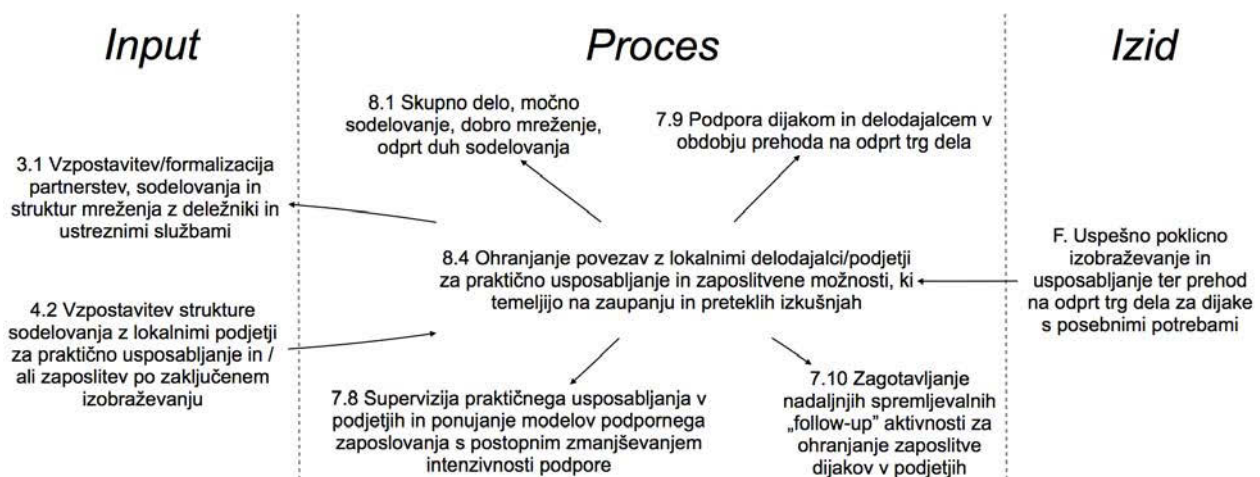 Input
Proces
Izid
8.1 Skupno delo, močno
sodelovanje, dobro mreženje,
odprt duh sodelovanja
7.9 Podpora dijakom in delodajalcem v
obdobju prehoda na odprt trg dela
3.1 Vzpostavitev/formalizacija
partnerstev, sodelovanja in
struktur mreženja z deležniki in
ustreznimi službami
8.4 Ohranjanje povezav z lokalnimi delodajalci/podjetji
za praktično usposabljanje in zaposlitvene možnosti, ki
temeljijo na zaupanju in preteklih izkušnjah
F. Uspešno poklicno
izobraževanje in
usposabljanje ter prehod
na odprt trg dela za dijake
s posebnimi potrebami
4.2 Vzpostavitev strukture
sodelovanja z lokalnimi podjetji
za praktično usposabljanje in /
ali zaposlitev po zaključenem
izobraževanju
7.8 Supervizija praktičnega usposabljanja v
podjetjih in ponujanje modelov podpornega
zaposlovanja s postopnim zmanjševanjem
intenzivnosti podpore
7.10 Zagotavljanje
nadaljnjih spremljevalnih
„follow-up” aktivnosti za
ohranjanje zaposlitve
dijakov v podjetjih